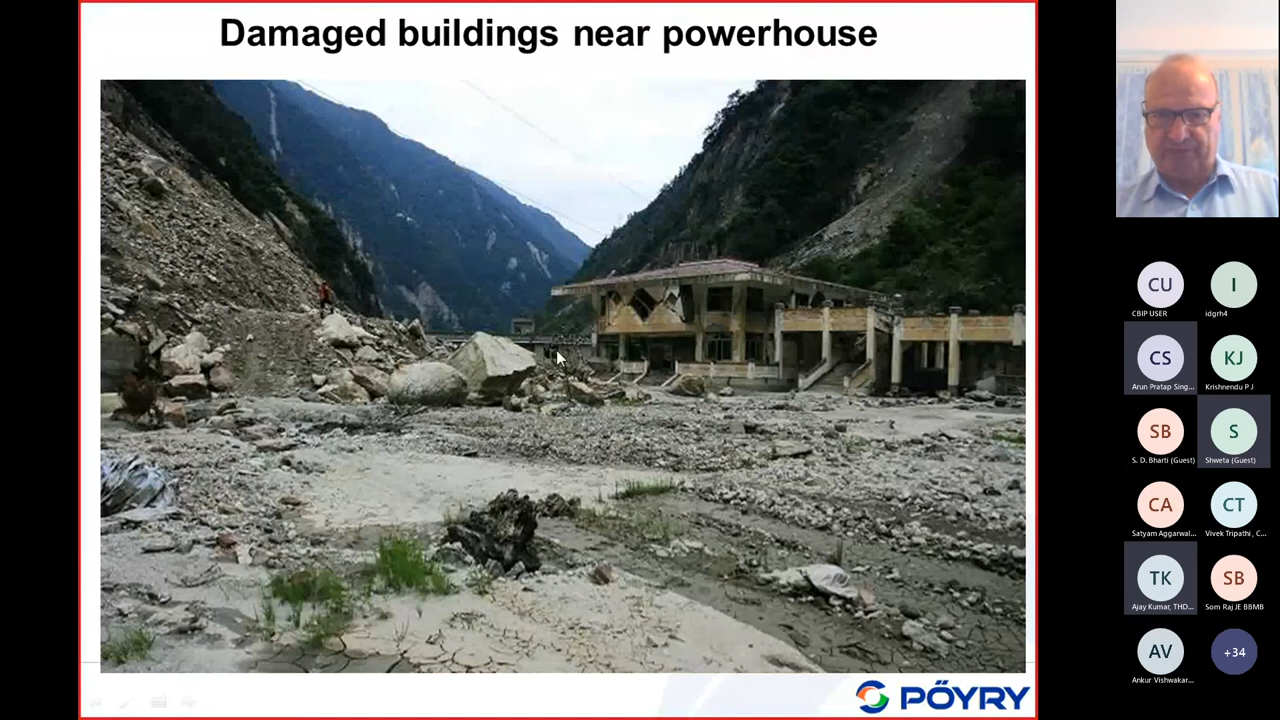 Damaged buildings near powerhouse
PŐYRY
CU
CBIP USER
I
idgrh4
CS
Arun Pratap Sing...
KJ
Krishnendu P J
SB
S. D. Bharti (Guest)
S
Shweta (Guest)
CA
Satyam Aggarwal...
CT
Vivek Tripathi , C...
TK
Ajay Kumar, THD...
SB
Som Raj JE BBMB
AV
Ankur Vishwakar...
+34